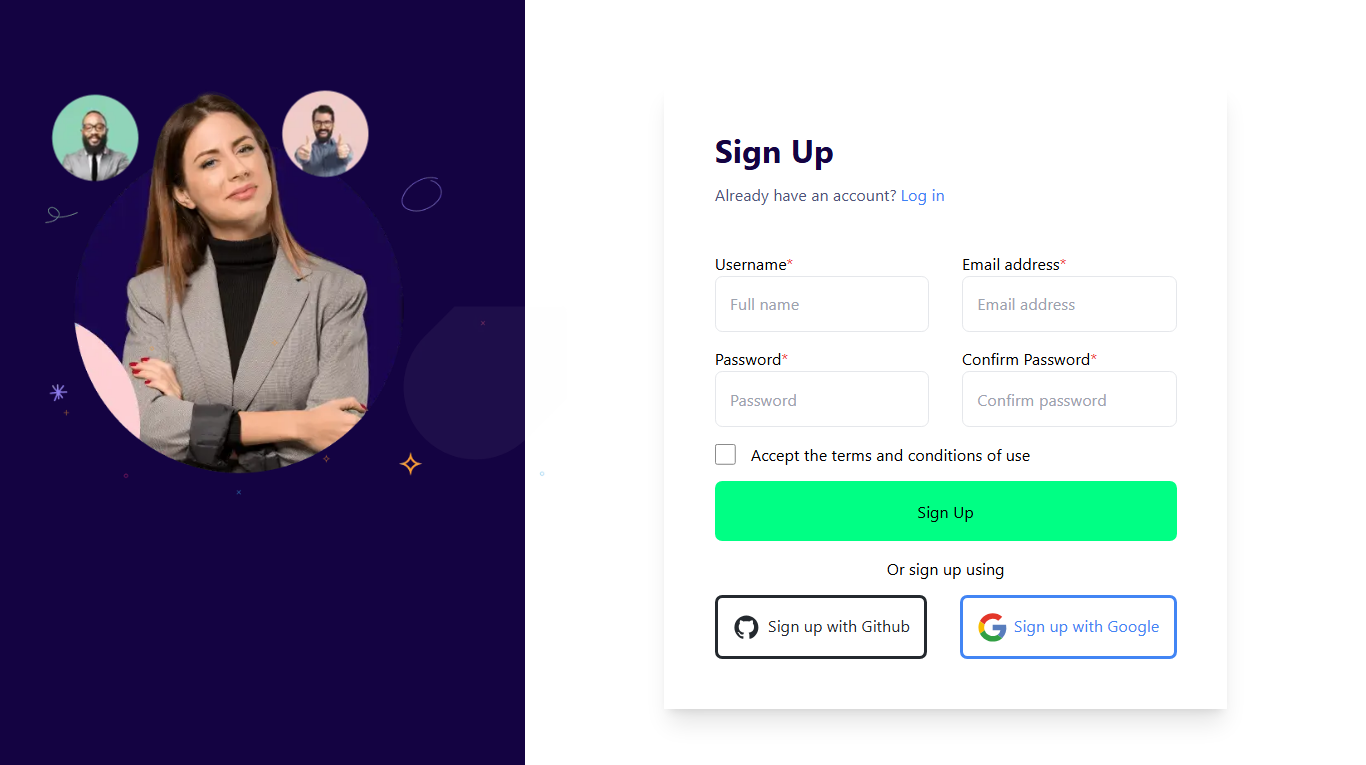 Sign Up
Already have an account? Log in
Username* Email address*
Full name Email address
Password* Confirm Password*
Password Confirm password
Accept the terms and conditions of use
Sign Up
Or sign up using
Sign up with Github Sign up with Google